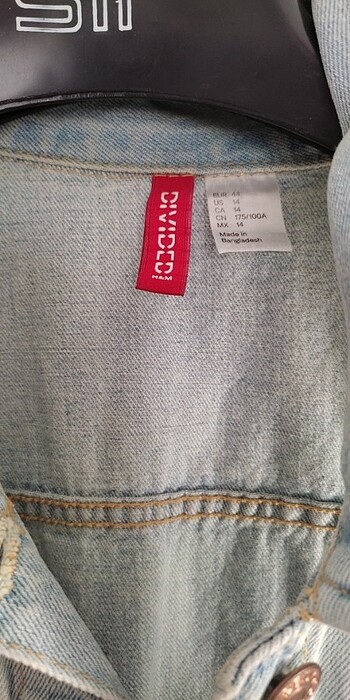 DIVIDED
H&M
EUR 44
US 14
CA 14
CN 175/100A
MX 14
Made in
Bangladesh